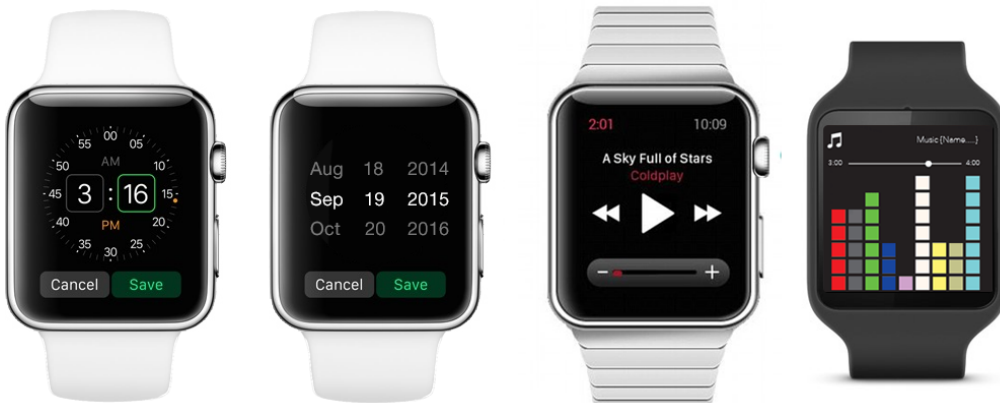 00
55 05
AM
50 10
45 3 : 16 15
PM
40 20
35 25
30
Cancel Save
Aug 18 2014
Sep 19 2015
Oct 20 2016
Cancel Save
2:01 10:09
A Sky Full of Stars
Coldplay
− +
Music {Name....}
3:00 4:00